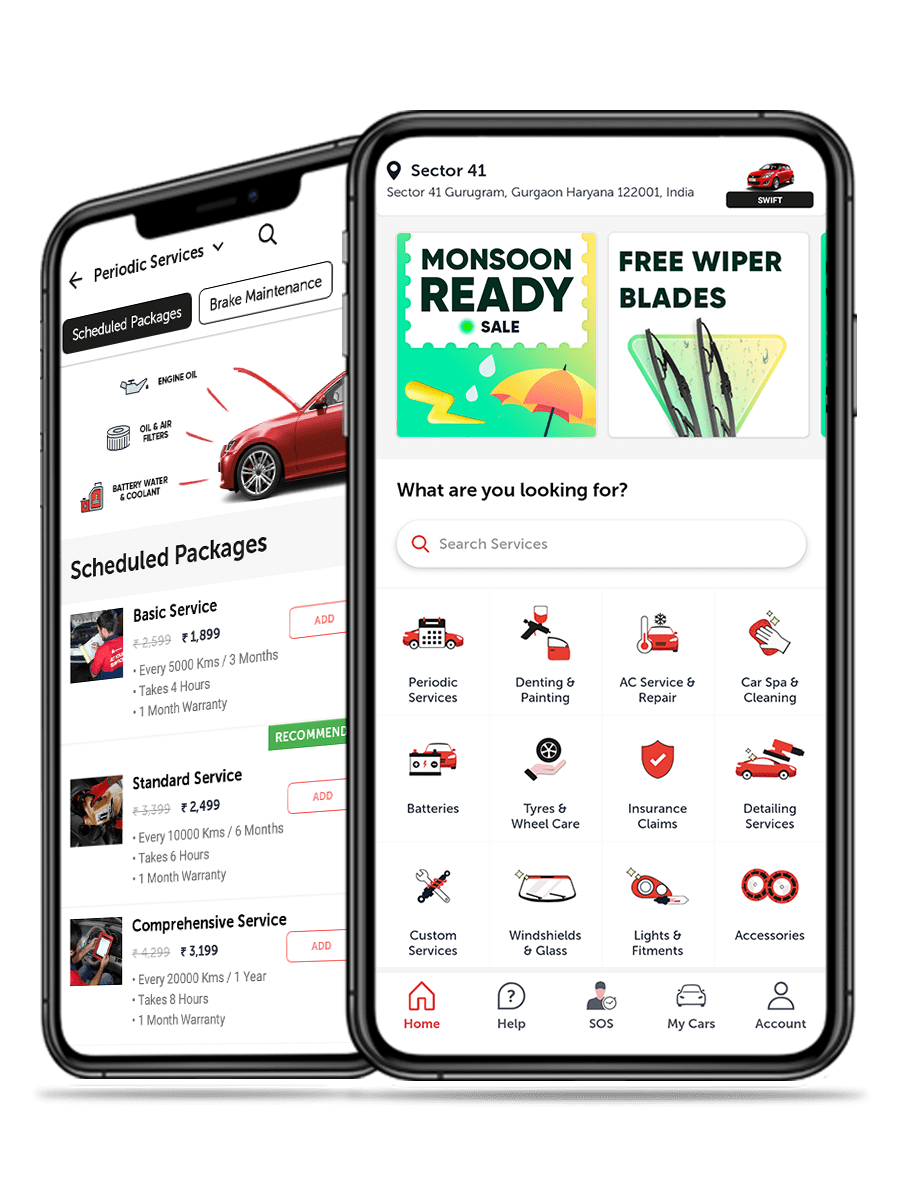 Periodic Services
Scheduled Packages
Brake Maintenance
ENGINE OIL
OIL & AIR
FILTERS
BATTERY WATER
& COOLANT
Scheduled Packages
Basic Service
₹ 2,599 ₹ 1,899
ADD
• Every 5000 Kms / 3 Months
• Takes 4 Hours
• 1 Month Warranty
RECOMMEND
Standard Service
₹ 3,399 ₹ 2,499
ADD
• Every 10000 Kms / 6 Months
• Takes 6 Hours
• 1 Month Warranty
Comprehensive Service
₹ 4,299 ₹ 3,199
ADD
• Every 20000 Kms / 1 Year
• Takes 8 Hours
• 1 Month Warranty
Sector 41
Sector 41 Gurugram, Gurgaon Haryana 122001, India
SWIFT
MONSOON
READY
SALE
FREE WIPER
BLADES
What are you looking for?
Search Services
Periodic
Services
Denting &
Painting
AC Service &
Repair
Car Spa &
Cleaning
Batteries
Tyres &
Wheel Care
Insurance
Claims
Detailing
Services
Custom
Services
Windshields
& Glass
Lights &
Fitments
Accessories
Home
?
Help
SOS
My Cars
Account